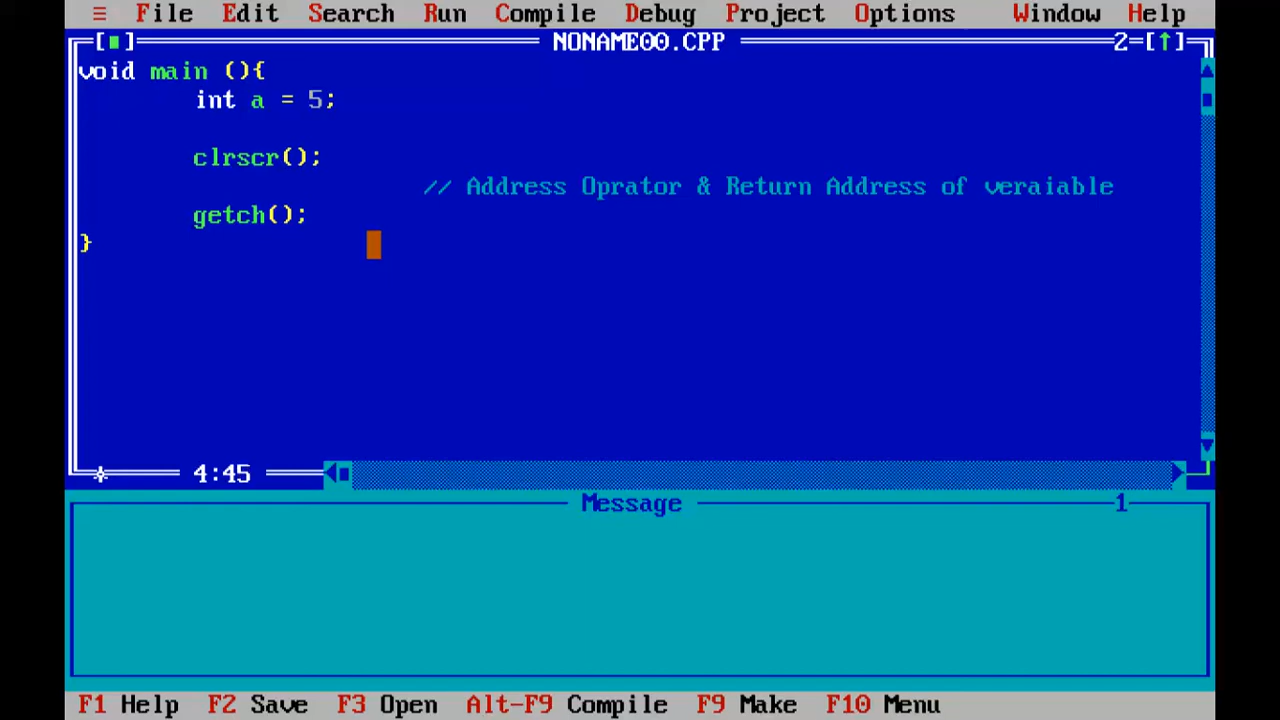 ≡ File Edit Search Run Compile Debug Project Options Window Help
[■] NONAME00.CPP 2=[↑]
void main (){
int a = 5;
clrscr();
// Address Oprator & Return Address of veraiable
getch();
}
4:45
Message 1
F1 Help F2 Save F3 Open Alt-F9 Compile F9 Make F10 Menu